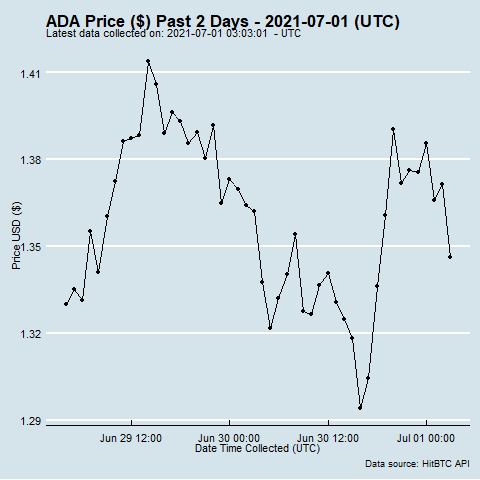 ADA Price ($) Past 2 Days - 2021-07-01 (UTC)
Latest data collected on: 2021-07-01 03:03:01 - UTC
1.41
1.38
1.35
1.32
1.29
Price USD ($)
Jun 29 12:00
Jun 30 00:00
Jun 30 12:00
Jul 01 00:00
Date Time Collected (UTC)
Data source: HitBTC API